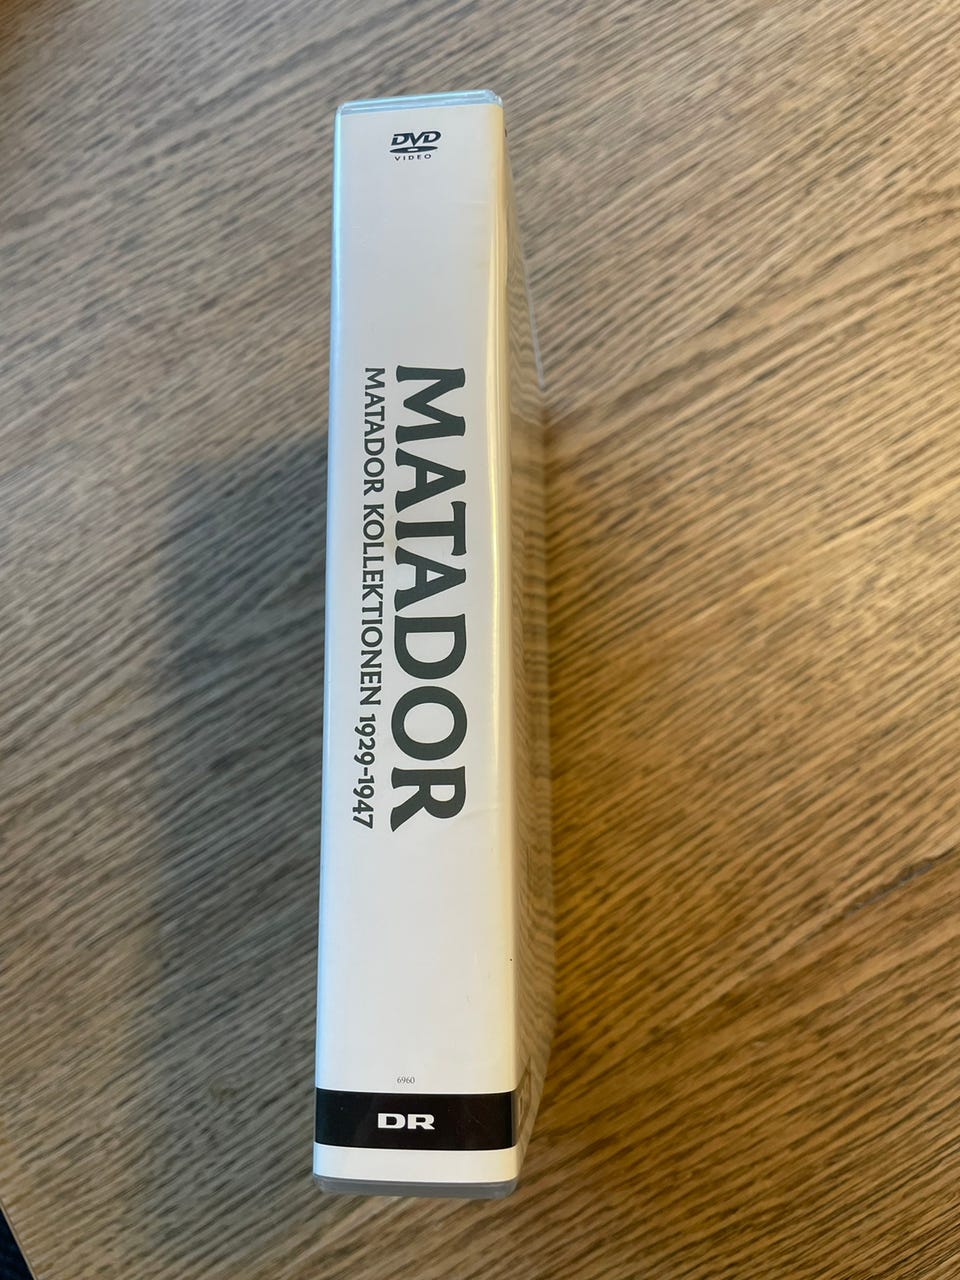 DVD
VIDEO
MATADOR
MATADOR KOLLEKTIONEN 1929-1947
6960
DR